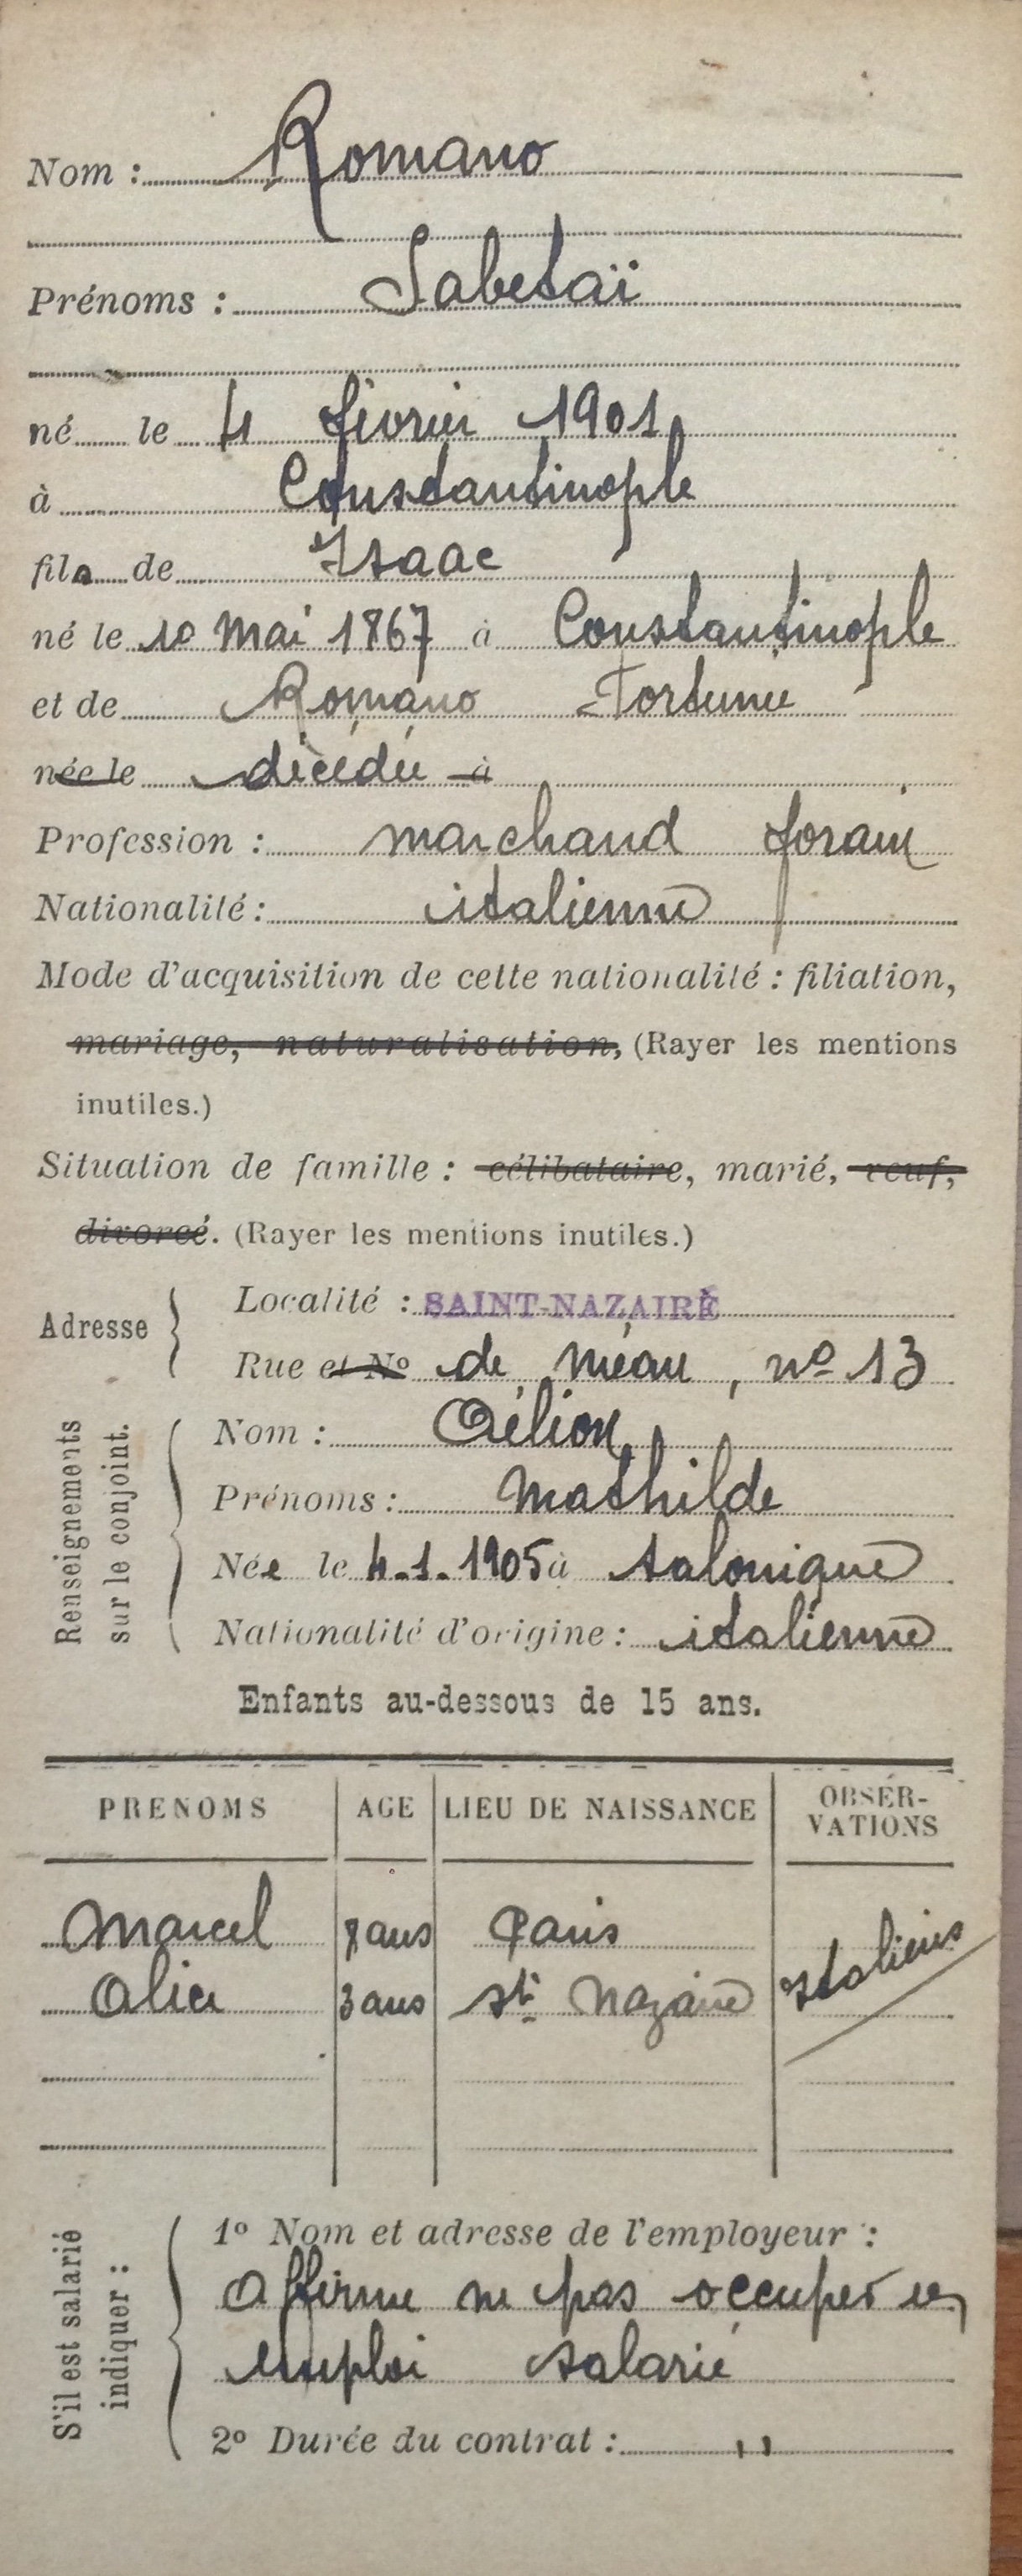 Nom : Romano
Prénoms : Sabetaï
né le 4 février 1901
à Constantinople
fils de Isaac
né le 10 mai 1867 à Constantinople
et de Romano Fortunée
née le décédée à
Profession : marchand forain
Nationalité : italienne
Mode d'acquisition de cette nationalité : filiation,
mariage, naturalisation, (Rayer les mentions
inutiles.)
Situation de famille : célibataire, marié, veuf,
divorcé. (Rayer les mentions inutiles.)
Adresse
Localité : SAINT-NAZAIRE
Rue et No de Méau, no 13
Renseignements sur le conjoint.
Nom : Aélion
Prénoms : Mathilde
Née le 4.1.1905 à Salonique
Nationalité d'origine : italienne
Enfants au-dessous de 15 ans.
PRENOMS AGE LIEU DE NAISSANCE OBSERVATIONS
Marcel ans Paris Italiens
Alice 3 ans St Nazaire
S'il est salarié indiquer :
1o Nom et adresse de l'employeur :
Affirme ne pas occuper un
emploi salarié
2o Durée du contrat : "